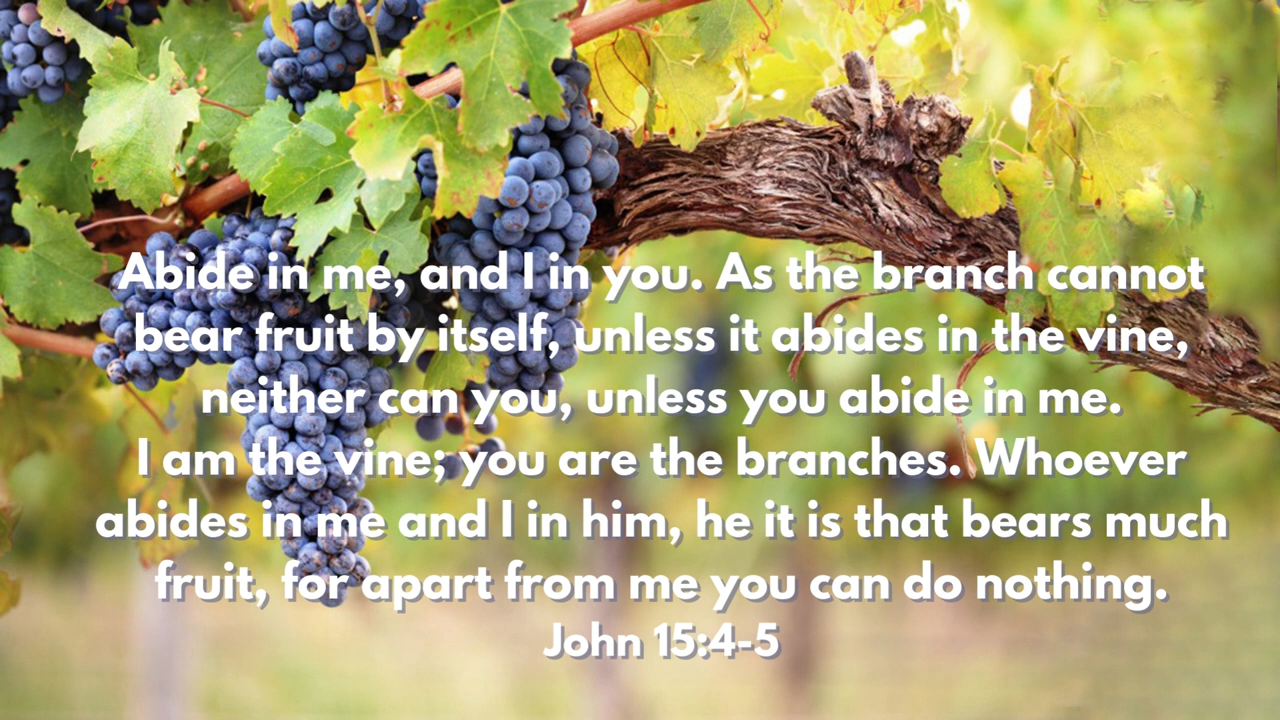 Abide in me, and I in you. As the branch cannot
bear fruit by itself, unless it abides in the vine,
neither can you, unless you abide in me.
I am the vine; you are the branches. Whoever
abides in me and I in him, he it is that bears much
fruit, for apart from me you can do nothing.
John 15:4-5